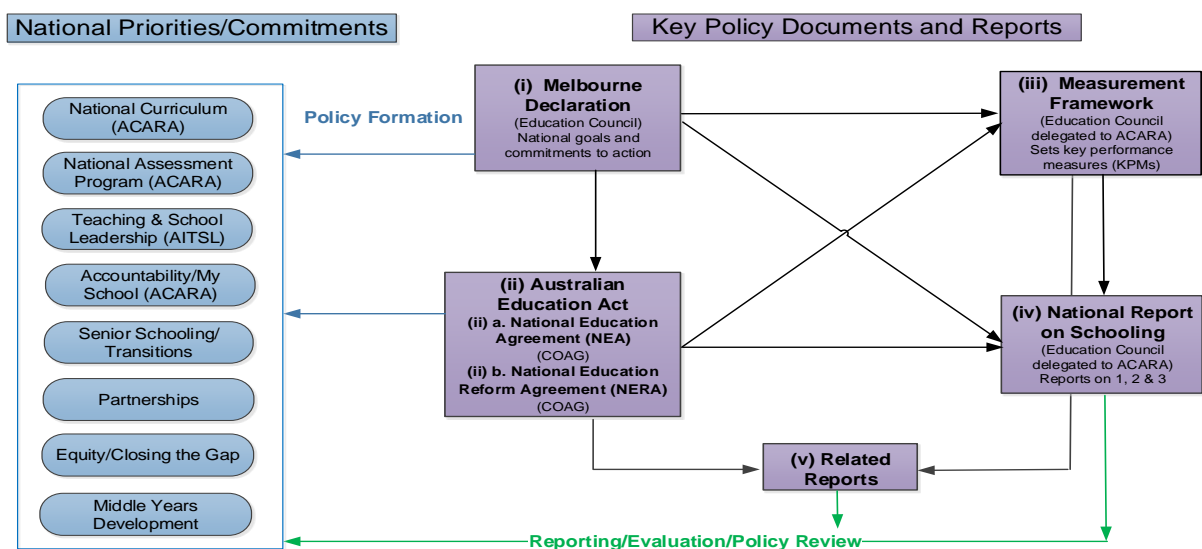 National Priorities/Commitments
Key Policy Documents and Reports
National Curriculum
(ACARA)
National Assessment
Program (ACARA)
Teaching & School
Leadership (AITSL)
Accountability/My
School (ACARA)
Senior Schooling/
Transitions
Partnerships
Equity/Closing the Gap
Middle Years
Development
Policy Formation
(i) Melbourne
Declaration
(Education Council)
National goals and
commitments to action
(ii) Australian
Education Act
(ii) a. National Education
Agreement (NEA)
(COAG)
(ii) b. National Education
Reform Agreement (NERA)
(COAG)
(iii) Measurement
Framework
(Education Council
delegated to ACARA)
Sets key performance
measures (KPMs)
(iv) National Report
on Schooling
(Education Council
delegated to ACARA)
Reports on 1, 2 & 3
(v) Related
Reports
Reporting/Evaluation/Policy Review